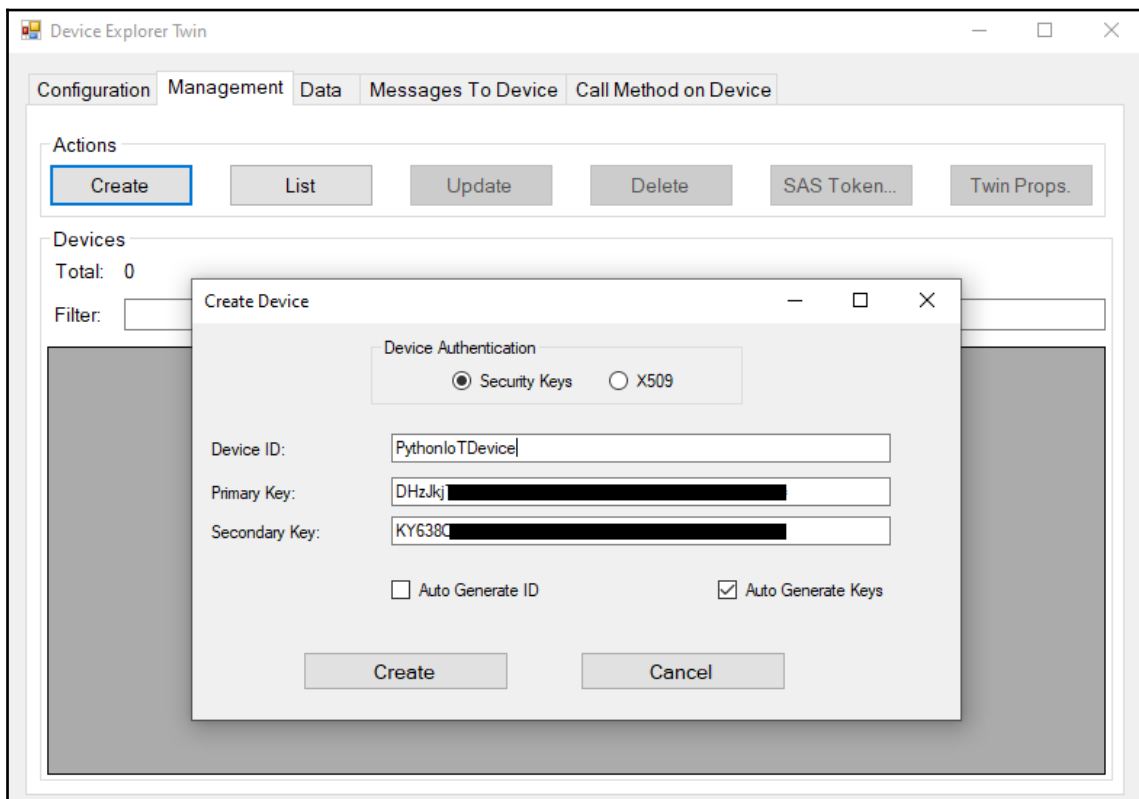 Device Explorer Twin
Configuration Management Data Messages To Device Call Method on Device
Actions
Create List Update Delete SAS Token... Twin Props.
Devices
Total: 0
Filter:
Create Device
Device Authentication
Security Keys X509
Device ID: PythonIoTDevice
Primary Key: DHzJkj
Secondary Key: KY638C
Auto Generate ID Auto Generate Keys
Create Cancel